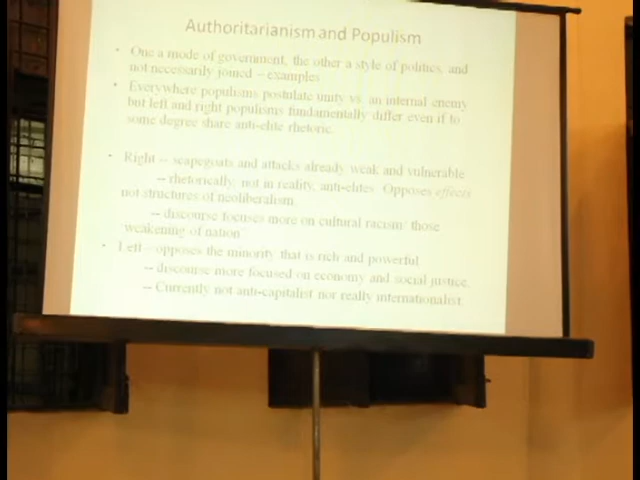 Authoritarianism and Populism
• One a mode of government, the other a style of politics, and
not necessarily joined – examples
• Everywhere populisms postulate unity vs. an internal enemy
but left and right populisms fundamentally differ even if to
some degree share anti-elite rhetoric.
• Right – scapegoats and attacks already weak and vulnerable
-- rhetorically, not in reality, anti-elites. Opposes effects
not structures of neoliberalism.
-- discourse focuses more on cultural racism: those
"weakening of nation"
• Left – opposes the minority that is rich and powerful
-- discourse more focused on economy and social justice.
-- Currently not anti-capitalist nor really internationalist.